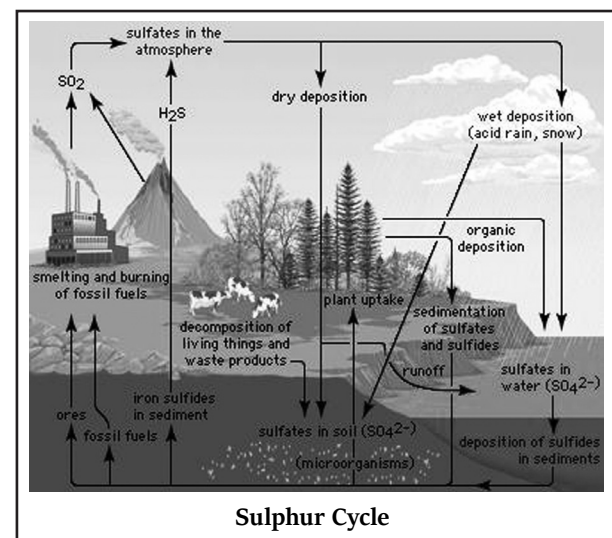 sulfates in the
atmosphere
SO2
H2S
dry deposition
wet deposition
(acid rain, snow)
organic
deposition
smelting and burning
of fossil fuels
plant uptake
sedimentation
of sulfates
and sulfides
decomposition of
living things and
waste products
runoff
sulfates in
water (SO42-)
ores
iron sulfides
in sediment
fossil fuels
sulfates in soil (SO42-)
deposition of sulfides
in sediments
(microorganisms)
Sulphur Cycle